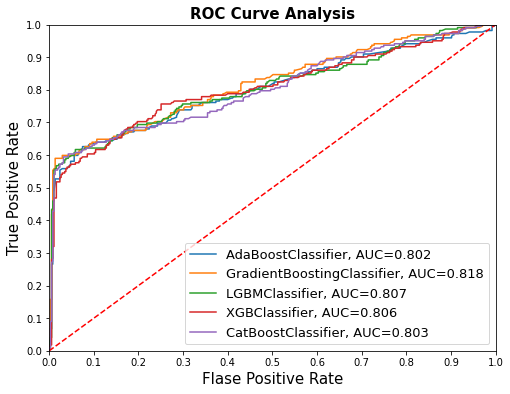 ROC Curve Analysis
True Positive Rate
1.0
0.9
0.8
0.7
0.6
0.5
0.4
0.3
0.2
0.1
0.0
AdaBoostClassifier, AUC=0.802
GradientBoostingClassifier, AUC=0.818
LGBMClassifier, AUC=0.807
XGBClassifier, AUC=0.806
CatBoostClassifier, AUC=0.803
0.0 0.1 0.2 0.3 0.4 0.5 0.6 0.7 0.8 0.9 1.0
Flase Positive Rate